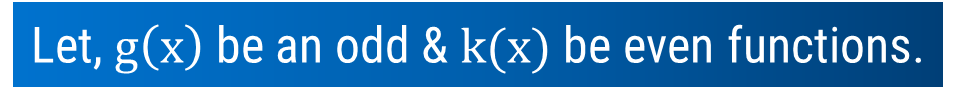 Let, g(x) be an odd & k(x) be even functions.